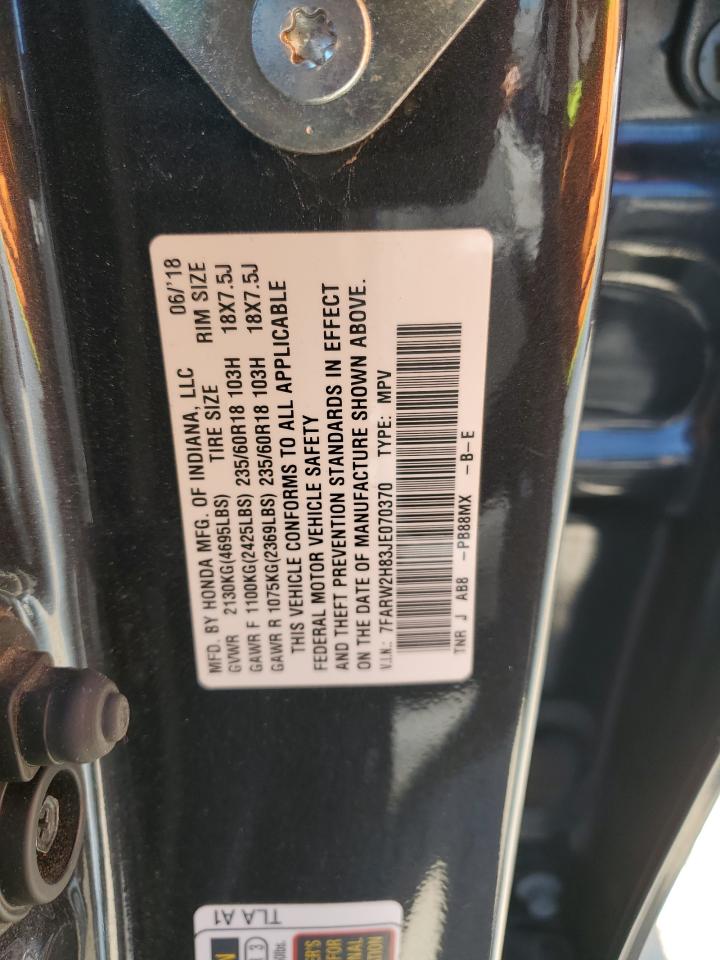 MFD. BY HONDA MFG. OF INDIANA, LLC 06/'18
GVWR 2130KG(4695LBS) TIRE SIZE RIM SIZE
GAWR F 1100KG(2425LBS) 235/60R18 103H 18X7.5J
GAWR R 1075KG(2369LBS) 235/60R18 103H 18X7.5J
THIS VEHICLE CONFORMS TO ALL APPLICABLE
FEDERAL MOTOR VEHICLE SAFETY
AND THEFT PREVENTION STANDARDS IN EFFECT
ON THE DATE OF MANUFACTURE SHOWN ABOVE.
V.I.N.: 7FARW2H83JE070370 TYPE: MPV
TNR J AB8 -PB88MX -B-E
TLA A1